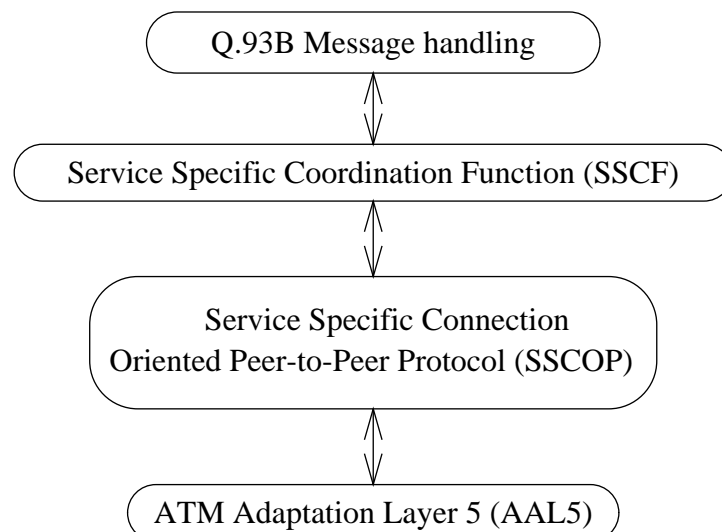 Q.93B Message handling
Service Specific Coordination Function (SSCF)
Service Specific Connection
Oriented Peer-to-Peer Protocol (SSCOP)
ATM Adaptation Layer 5 (AAL5)